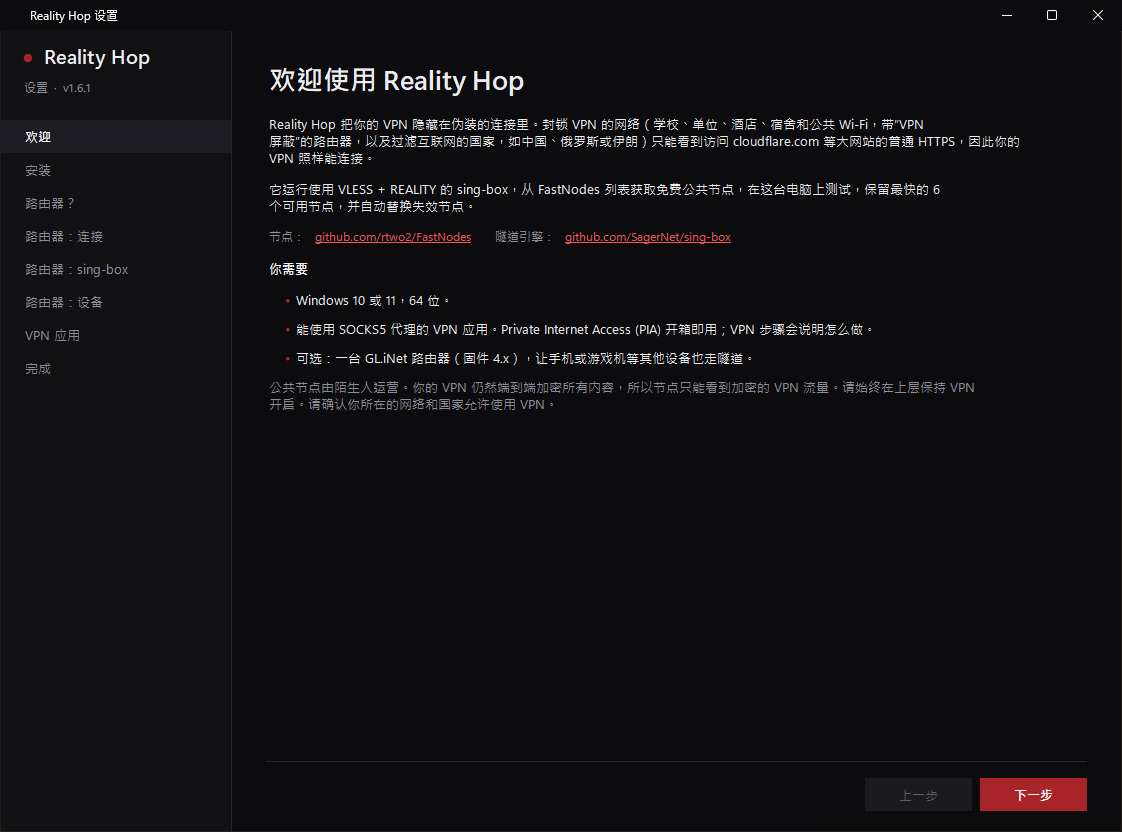 Reality Hop 设置
Reality Hop
设置 · v1.6.1
欢迎
安装
路由器？
路由器：连接
路由器：sing-box
路由器：设备
VPN 应用
完成
欢迎使用 Reality Hop
Reality Hop 把你的 VPN 隐藏在伪装的连接里。封锁 VPN 的网络（学校、单位、酒店、宿舍和公共 Wi-Fi，带"VPN
屏蔽"的路由器，以及过滤互联网的国家，如中国、俄罗斯或伊朗）只能看到访问 cloudflare.com 等大网站的普通 HTTPS，因此你的
VPN 照样能连接。
它运行使用 VLESS + REALITY 的 sing-box，从 FastNodes 列表获取免费公共节点，在这台电脑上测试，保留最快的 6
个可用节点，并自动替换失效节点。
节点： github.com/rtwo2/FastNodes 隧道引擎： github.com/SagerNet/sing-box
你需要
• Windows 10 或 11，64 位。
• 能使用 SOCKS5 代理的 VPN 应用。Private Internet Access (PIA) 开箱即用；VPN 步骤会说明怎么做。
• 可选：一台 GL.iNet 路由器（固件 4.x），让手机或游戏机等其他设备也走隧道。
公共节点由陌生人运营。你的 VPN 仍然端到端加密所有内容，所以节点只能看到加密的 VPN 流量。请始终在上层保持 VPN
开启。请确认你所在的网络和国家允许使用 VPN。
上一步
下一步